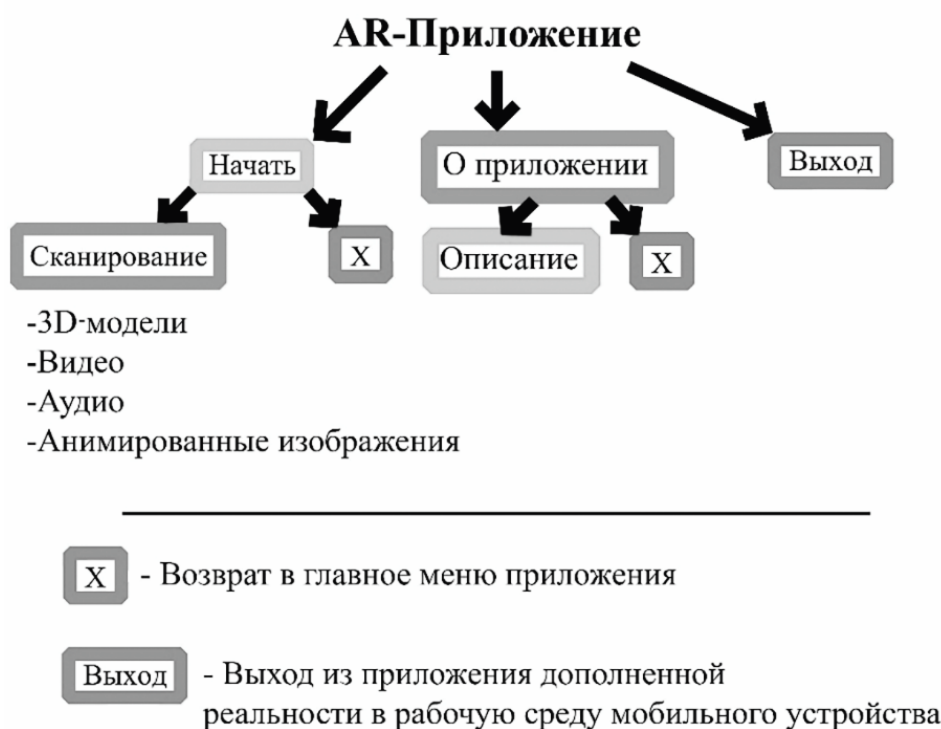 AR-Приложение
Начать
О приложении
Выход
Сканирование
X
Описание
X
-3D-модели
-Видео
-Аудио
-Анимированные изображения
X - Возврат в главное меню приложения
Выход - Выход из приложения дополненной
реальности в рабочую среду мобильного устройства